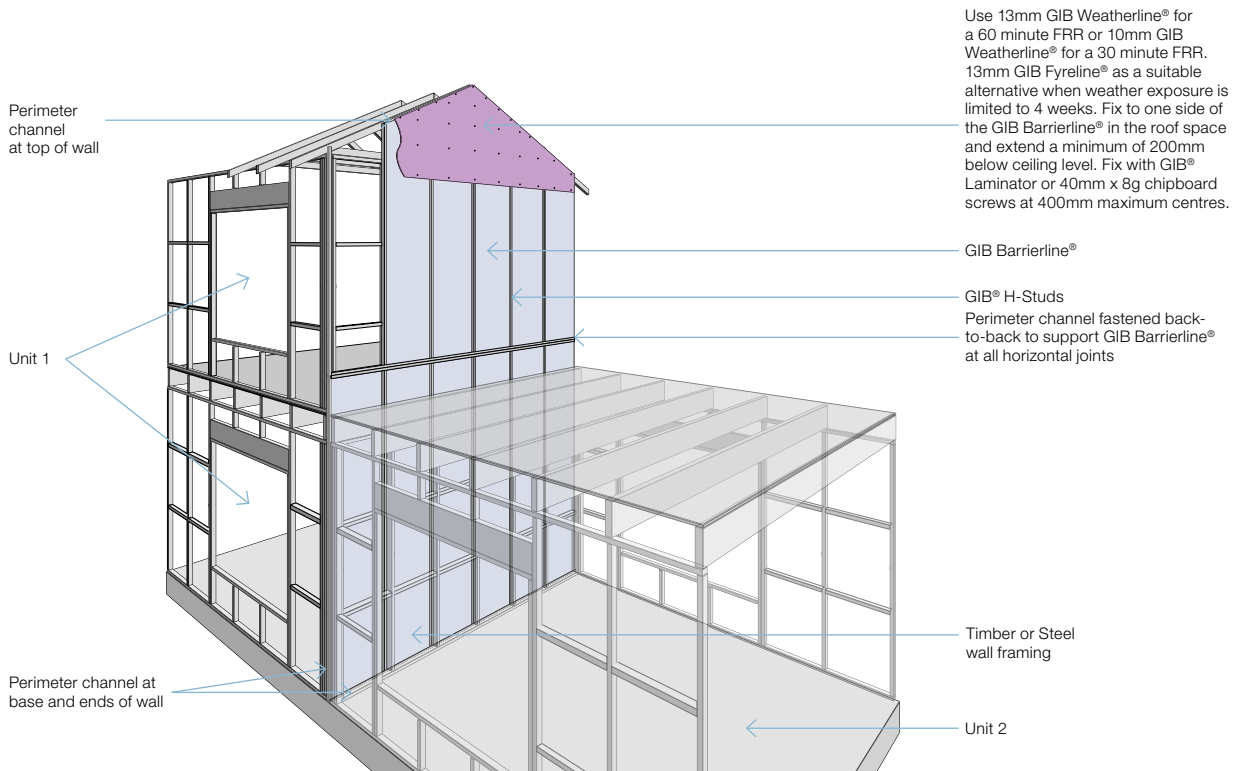 Use 13mm GIB Weatherline® for
a 60 minute FRR or 10mm GIB
Weatherline® for a 30 minute FRR.
13mm GIB Fyreline® as a suitable
alternative when weather exposure is
limited to 4 weeks. Fix to one side of
the GIB Barrierline® in the roof space
and extend a minimum of 200mm
below ceiling level. Fix with GIB®
Laminator or 40mm x 8g chipboard
screws at 400mm maximum centres.
Perimeter
channel
at top of wall
GIB Barrierline®
GIB® H-Studs
Perimeter channel fastened back-
to-back to support GIB Barrierline®
at all horizontal joints
Unit 1
Timber or Steel
wall framing
Perimeter channel at
base and ends of wall
Unit 2